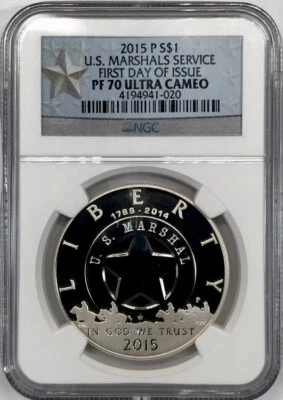 2015 P S$1
U.S. MARSHALS SERVICE
FIRST DAY OF ISSUE
PF 70 ULTRA CAMEO
4194941-020
NGC
LIBERTY
1789-2014
U.S. MARSHAL
P
IN GOD WE TRUST
2015